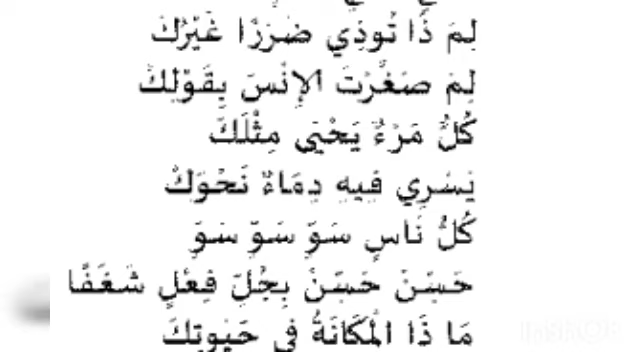 لِمَ ذَا تُوذِي ضَرَرًا غَيْرُكَ
لِمَ صَغَّرْتَ الإِنْسَ بِقَوْلِكَ
كُلُّ مَرْءٌ يَحْيَى مِثْلَكَ
يَسْرِي فِيهِ دِمَاءٌ نَحْوَكَ
كُلُّ نَاسٍ سَوَّ سَوِّ سَوَ
حَسِّنْ حَسِّنْ بِجُلَّ فِعْلٍ شَغَفًا
مَا ذَا الْمَكَانَةُ فِي حَيٰوتِكَ